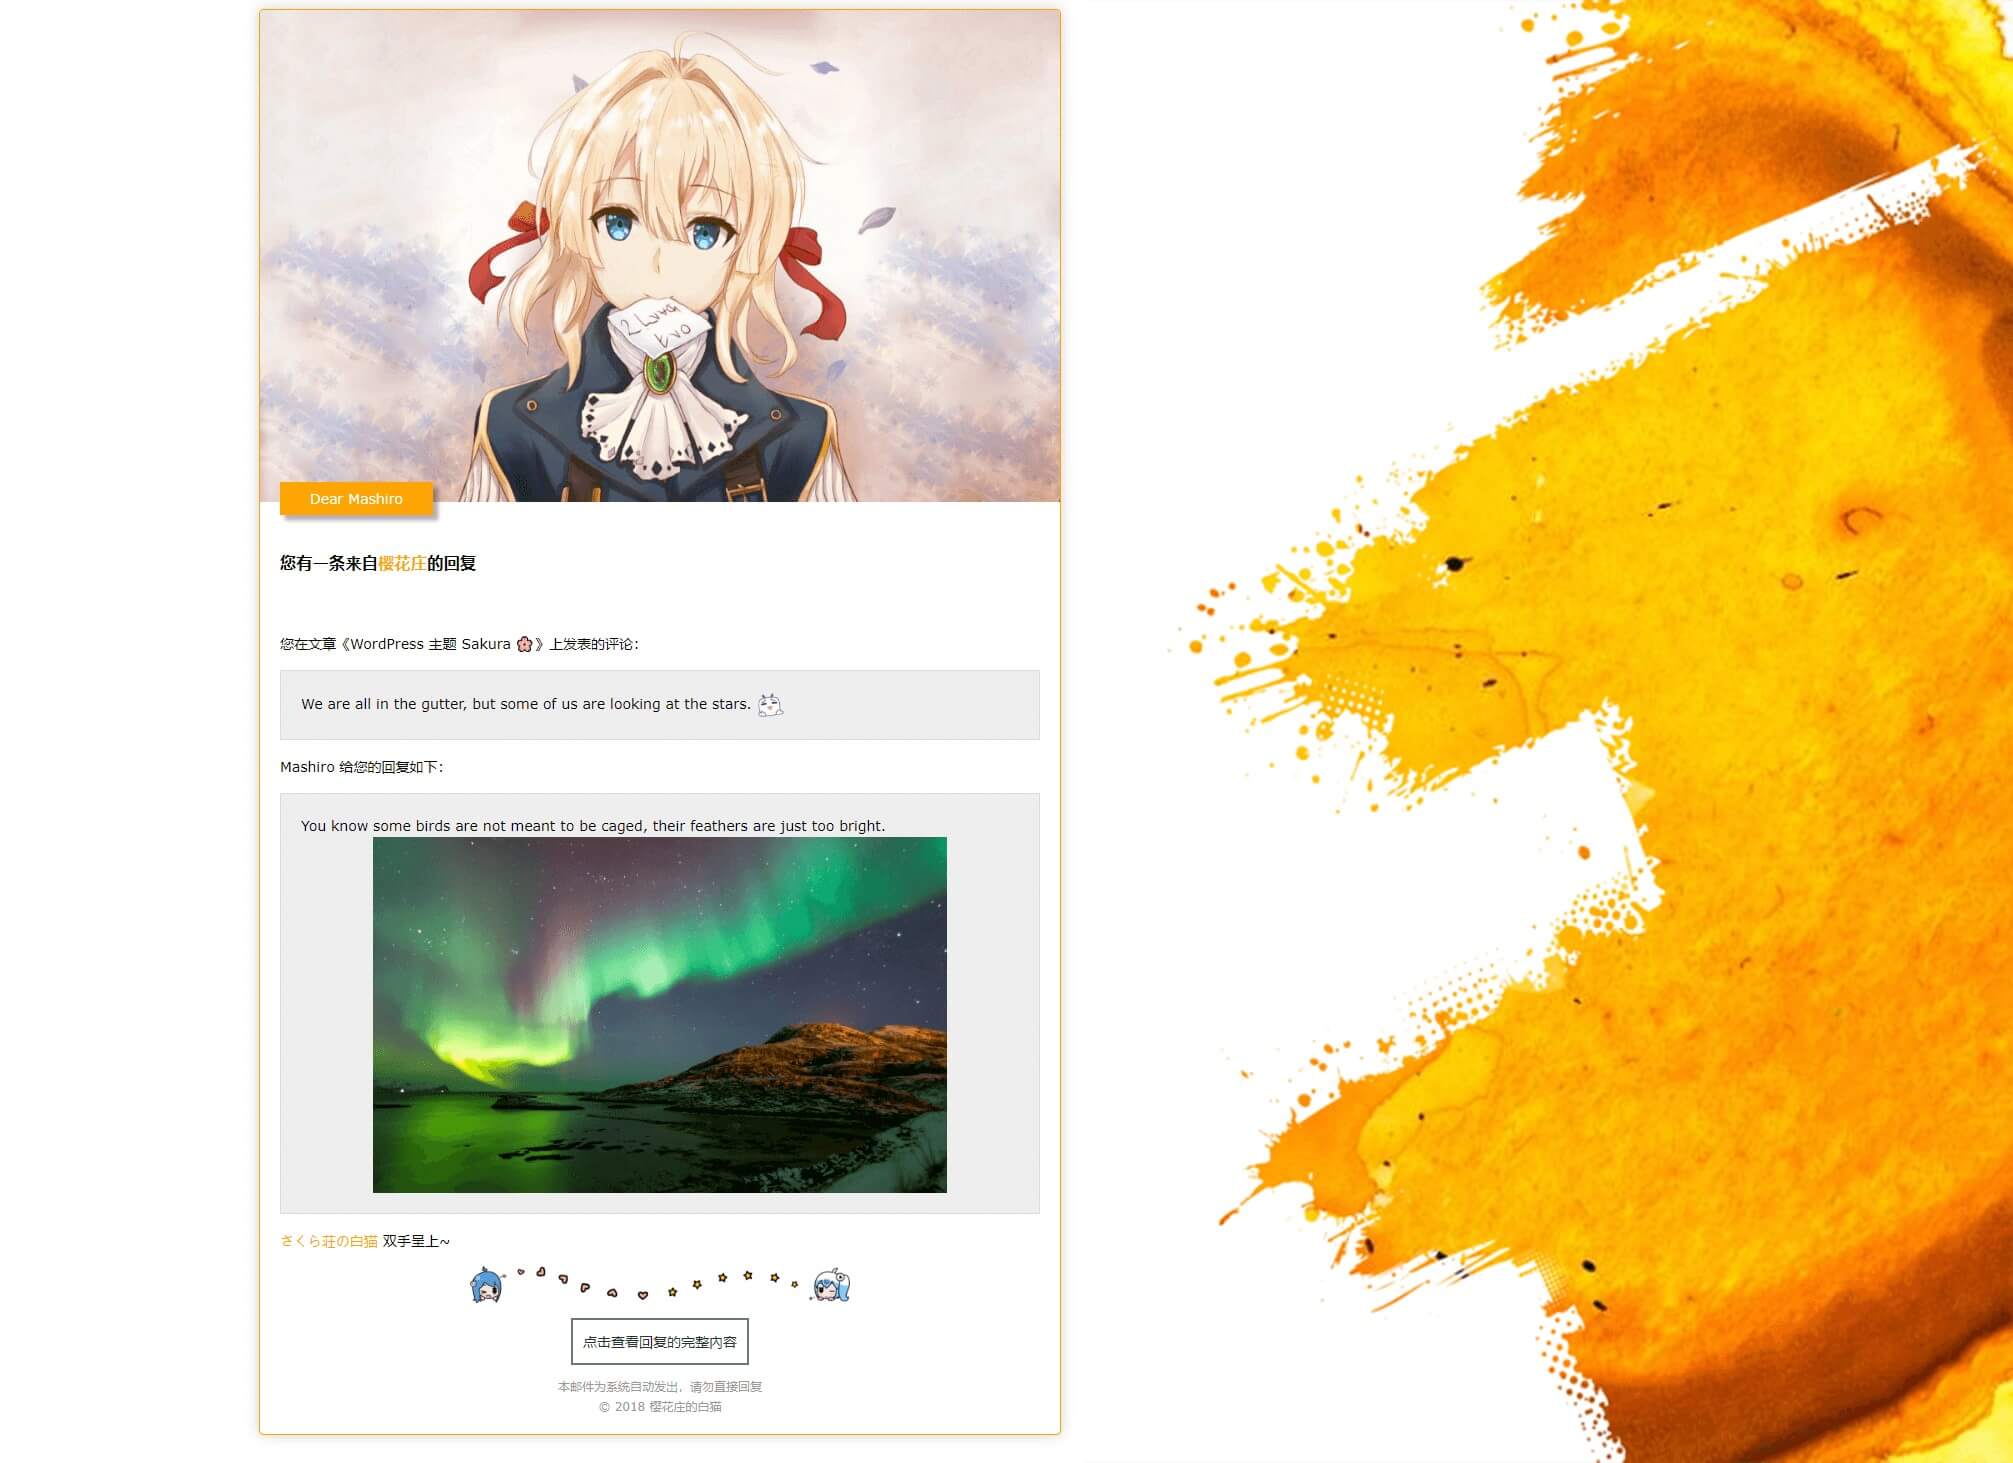 Dear Mashiro
您有一条来自樱花庄的回复
您在文章《WordPress 主题 Sakura 🌸》上发表的评论：
We are all in the gutter, but some of us are looking at the stars.
Mashiro 给您的回复如下：
You know some birds are not meant to be caged, their feathers are just too bright.
さくら荘の白猫 双手呈上~
点击查看回复的完整内容
本邮件为系统自动发出，请勿直接回复
© 2018 樱花庄的白猫